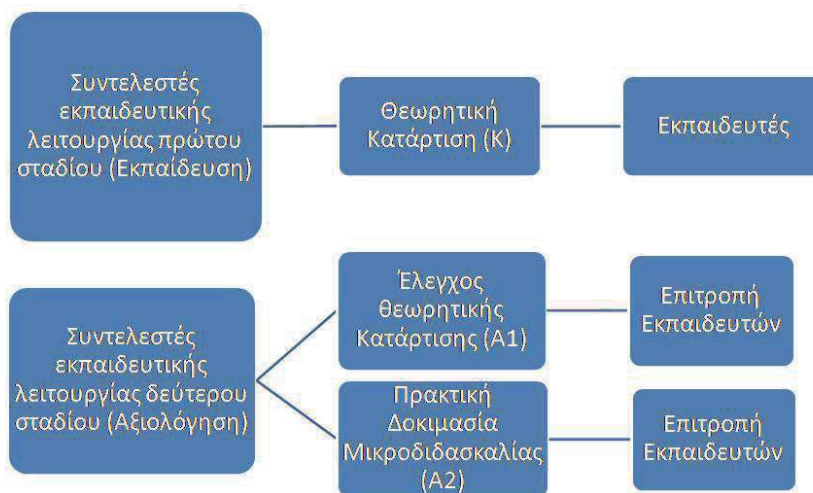 Συντελεστές
εκπαιδευτικής
λειτουργίας πρώτου
σταδίου (Εκπαίδευση)
Θεωρητική
Κατάρτιση (Κ)
Εκπαιδευτές
Συντελεστές
εκπαιδευτικής
λειτουργίας δεύτερου
σταδίου (Αξιολόγηση)
Έλεγχος
θεωρητικής
Κατάρτισης (Α1)
Επιτροπή
Εκπαιδευτών
Πρακτική
Δοκιμασία
Μικροδιδασκαλίας
(Α2)
Επιτροπή
Εκπαιδευτών